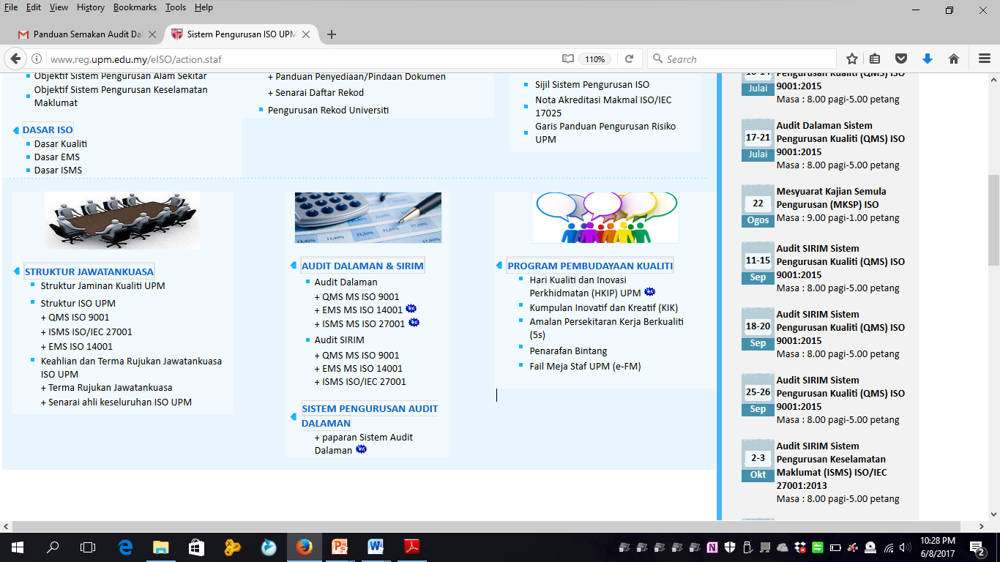 File Edit View History Bookmarks Tools Help
Panduan Semakan Audit Da
Sistem Pengurusan ISO UPM
www.reg.upm.edu.my/eISO/action.staf
110%
Search
Objektif Sistem Pengurusan Alam Sekitar
Objektif Sistem Pengurusan Keselamatan
Maklumat
DASAR ISO
Dasar Kualiti
Dasar EMS
Dasar ISMS
+ Panduan Penyediaan/Pindaan Dokumen
+ Senarai Daftar Rekod
Pengurusan Rekod Universiti
Sijil Sistem Pengurusan ISO
Nota Akreditasi Makmal ISO/IEC
17025
Garis Panduan Pengurusan Risiko
UPM
STRUKTUR JAWATANKUASA
Struktur Jaminan Kualiti UPM
Struktur ISO UPM
+ QMS ISO 9001
+ ISMS ISO/IEC 27001
+ EMS ISO 14001
Keahlian dan Terma Rujukan Jawatankuasa
ISO UPM
+ Terma Rujukan Jawatankuasa
+ Senarai ahli keseluruhan ISO UPM
AUDIT DALAMAN & SIRIM
Audit Dalaman
+ QMS MS ISO 9001
+ EMS MS ISO 14001
+ ISMS MS ISO 27001
Audit SIRIM
+ QMS MS ISO 9001
+ EMS MS ISO 14001
+ ISMS ISO/IEC 27001
SISTEM PENGURUSAN AUDIT
DALAMAN
+ paparan Sistem Audit
Dalaman
PROGRAM PEMBUDAYAAN KUALITI
Hari Kualiti dan Inovasi
Perkhidmatan (HKIP) UPM
Kumpulan Inovatif dan Kreatif (KIK)
Amalan Persekitaran Kerja Berkualiti
(5s)
Penarafan Bintang
Fail Meja Staf UPM (e-FM)
Julai
Pengurusan Kualiti (QMS) ISO
9001:2015
Masa : 8.00 pagi-5.00 petang
17-21
Julai
Audit Dalaman Sistem
Pengurusan Kualiti (QMS) ISO
9001:2015
Masa : 8.00 pagi-5.00 petang
22
Ogos
Mesyuarat Kajian Semula
Pengurusan (MKSP) ISO
Masa : 9.00 pagi-1.00 petang
11-15
Sep
Audit SIRIM Sistem
Pengurusan Kualiti (QMS) ISO
9001:2015
Masa : 8.00 pagi-5.00 petang
18-20
Sep
Audit SIRIM Sistem
Pengurusan Kualiti (QMS) ISO
9001:2015
Masa : 8.00 pagi-5.00 petang
25-26
Sep
Audit SIRIM Sistem
Pengurusan Kualiti (QMS) ISO
9001:2015
Masa : 8.00 pagi-5.00 petang
2-3
Okt
Audit SIRIM Sistem
Pengurusan Keselamatan
Maklumat (ISMS) ISO/IEC
27001:2013
Masa : 8.00 pagi-5.00 petang
10:28 PM
6/8/2017
2